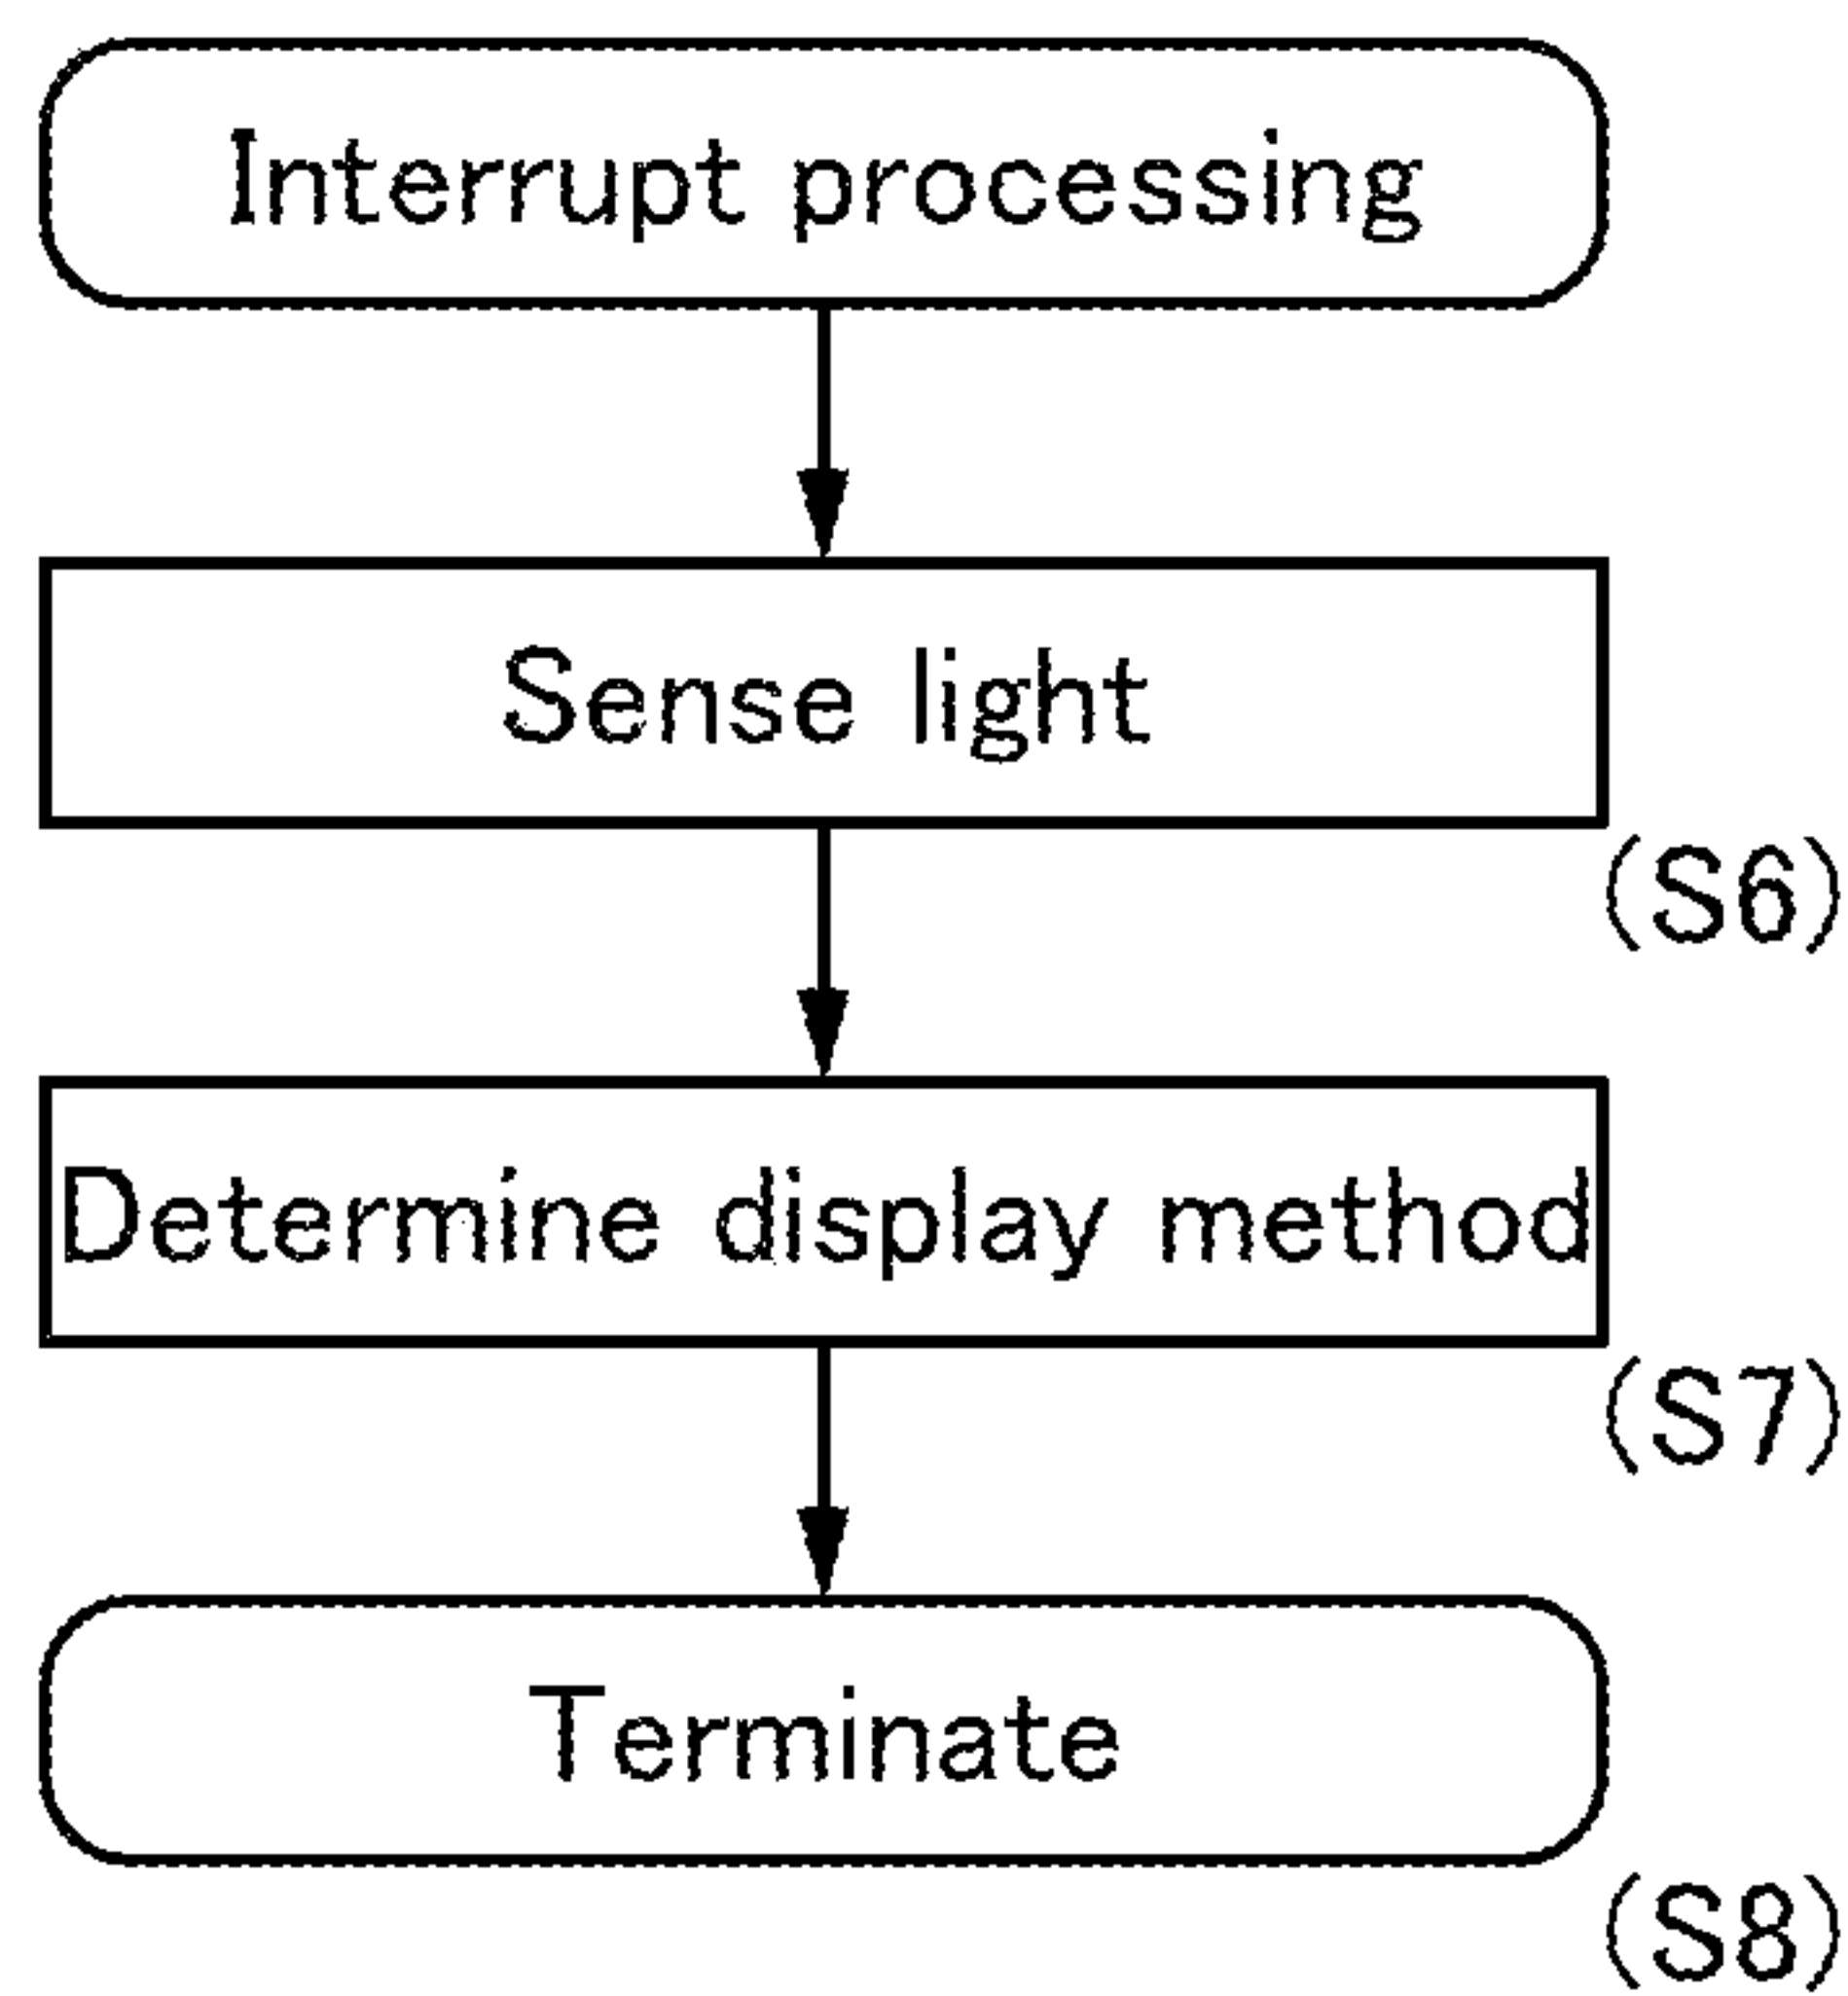 Interrupt processing
Sense light
(S6)
Determine display method
(S7)
Terminate
(S8)